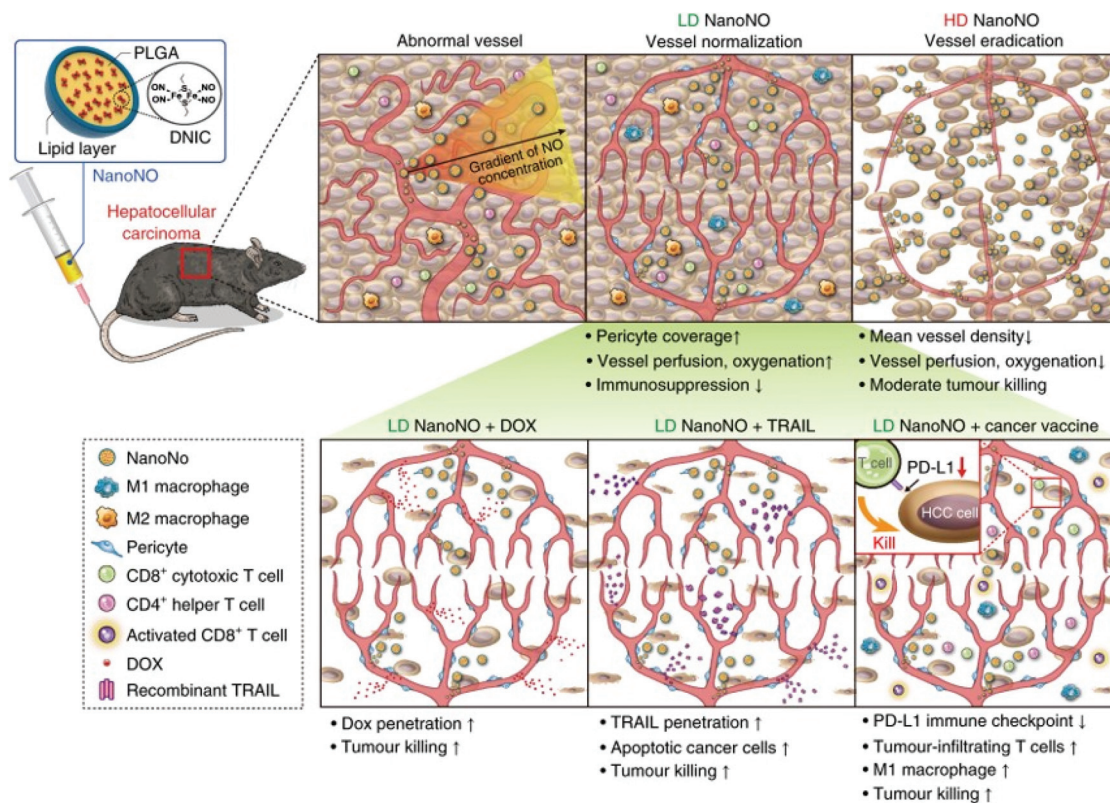 PLGA
ON
NO
S
Fe
Fe
S
ON
NO
DNIC
Lipid layer
NanoNO
Hepatocellular
carcinoma
Abnormal vessel
Gradient of NO
concentration
LD NanoNO
Vessel normalization
HD NanoNO
Vessel eradication
• Pericyte coverage↑
• Vessel perfusion, oxygenation↑
• Immunosuppression ↓
• Mean vessel density↓
• Vessel perfusion, oxygenation↓
• Moderate tumour killing
NanoNo
M1 macrophage
M2 macrophage
Pericyte
CD8⁺ cytotoxic T cell
CD4⁺ helper T cell
Activated CD8⁺ T cell
DOX
Recombinant TRAIL
LD NanoNO + DOX
• Dox penetration ↑
• Tumour killing ↑
LD NanoNO + TRAIL
• TRAIL penetration ↑
• Apoptotic cancer cells ↑
• Tumour killing ↑
LD NanoNO + cancer vaccine
T cell
PD-L1↓
HCC cell
Kill
• PD-L1 immune checkpoint ↓
• Tumour-infiltrating T cells ↑
• M1 macrophage ↑
• Tumour killing ↑